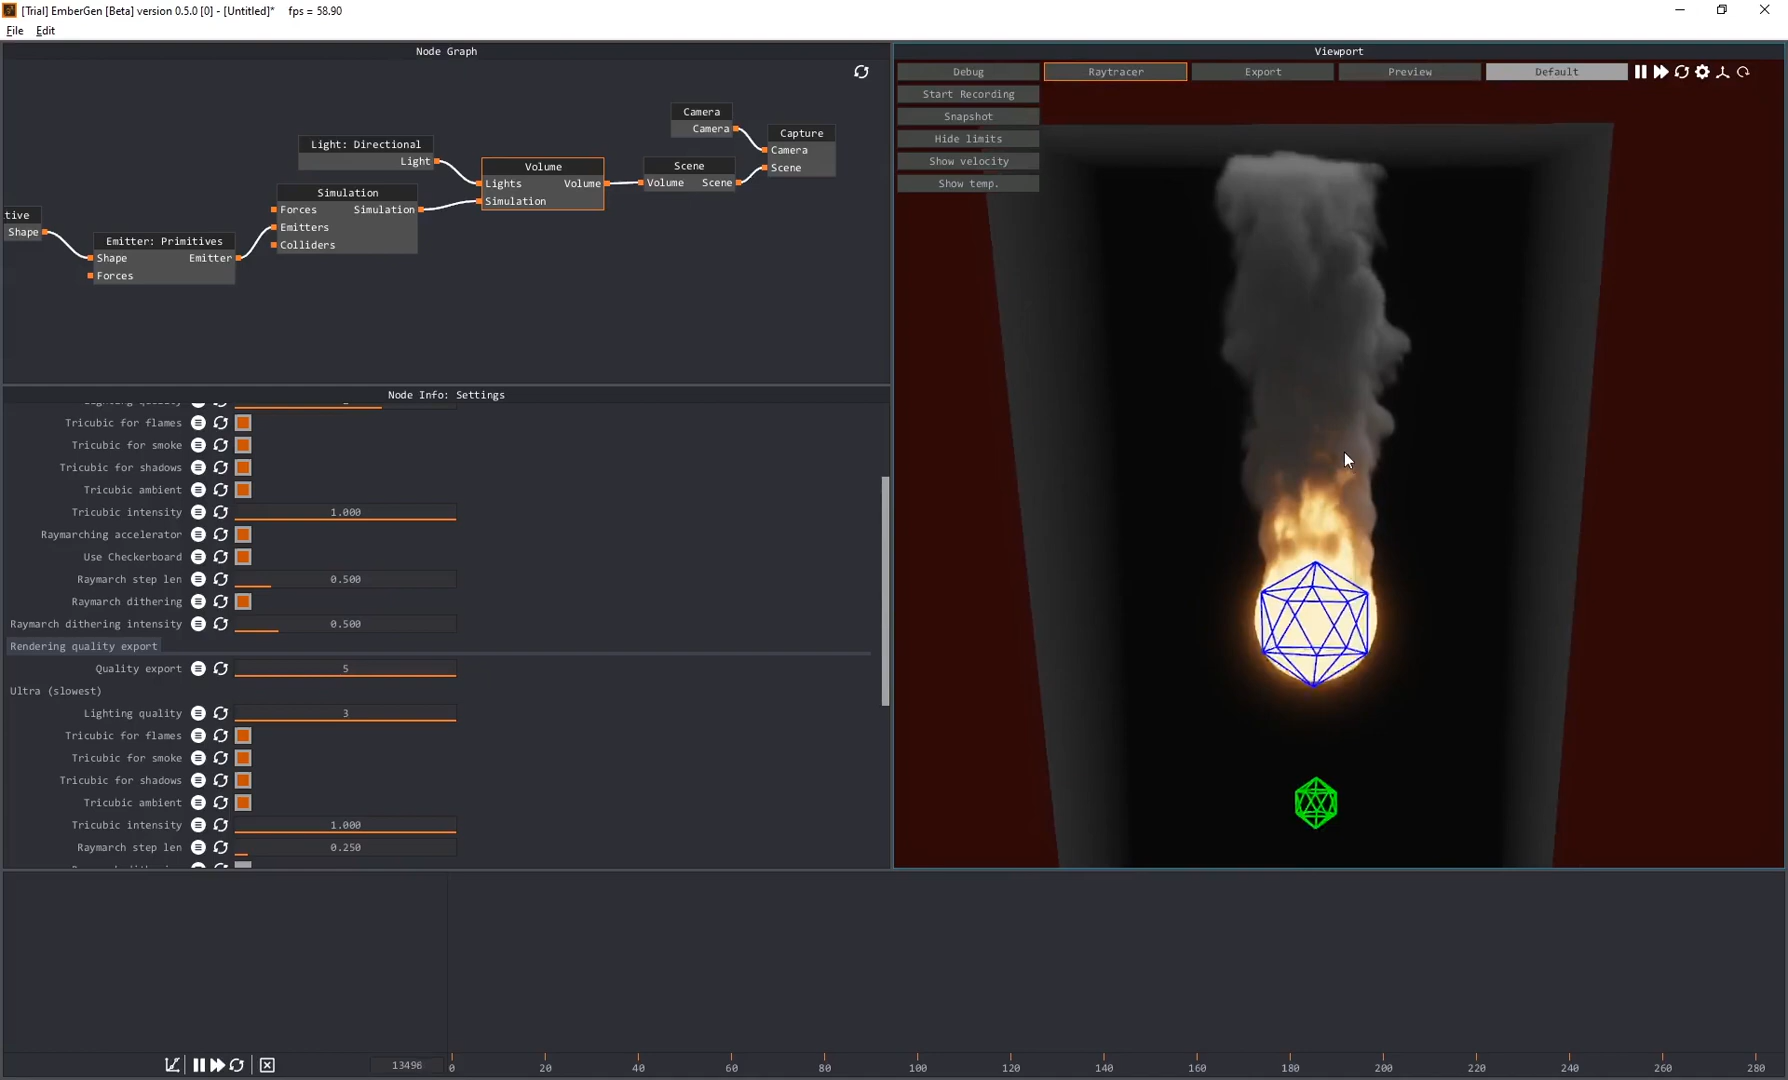 [Trial] EmberGen [Beta] version 0.5.0 [0] - [Untitled]* fps = 58.90
File Edit
Node Graph
Camera
Camera
Capture
Camera
Scene
Light: Directional
Light
Volume
Lights Volume
Simulation
Scene
Volume Scene
Simulation
Forces Simulation
Emitters
Colliders
tive
Shape
Emitter: Primitives
Shape Emitter
Forces
Node Info: Settings
Tricubic for flames
Tricubic for smoke
Tricubic for shadows
Tricubic ambient
Tricubic intensity 1.000
Raymarching accelerator
Use Checkerboard
Raymarch step len 0.500
Raymarch dithering
Raymarch dithering intensity 0.500
Rendering quality export
Quality export 5
Ultra (slowest)
Lighting quality 3
Tricubic for flames
Tricubic for smoke
Tricubic for shadows
Tricubic ambient
Tricubic intensity 1.000
Raymarch step len 0.250
Viewport
Debug Raytracer Export Preview Default
Start Recording
Snapshot
Hide limits
Show velocity
Show temp.
13496 0 20 40 60 80 100 120 140 160 180 200 220 240 260 280